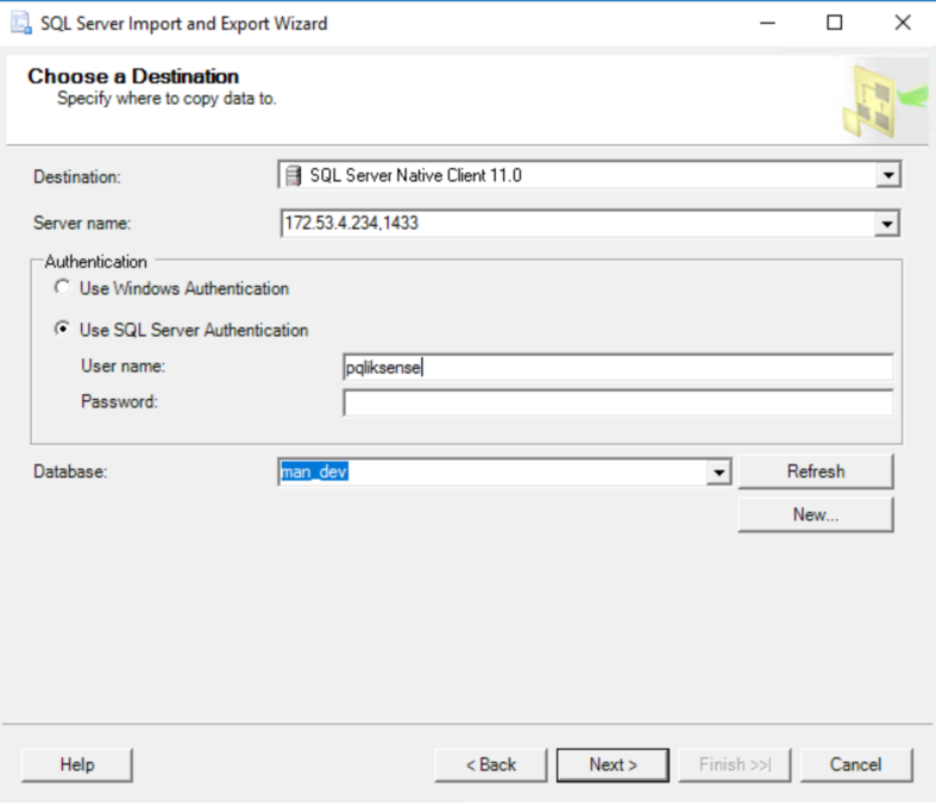 SQL Server Import and Export Wizard
Choose a Destination
Specify where to copy data to.
Destination: SQL Server Native Client 11.0
Server name: 172.53.4.234,1433
Authentication
Use Windows Authentication
Use SQL Server Authentication
User name: pqliksense
Password:
Database: man_dev Refresh
New...
Help < Back Next > Finish >>| Cancel